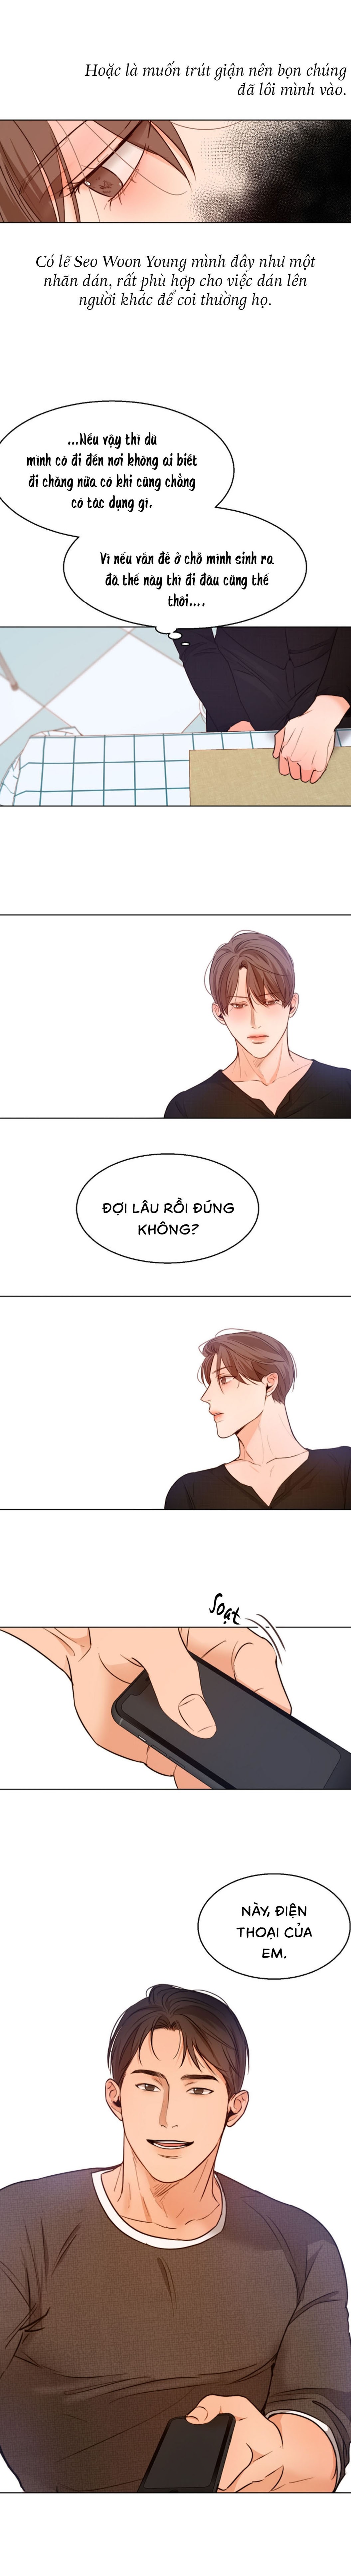 Hoặc là muốn trút giận nên bọn chúng
đã lôi mình vào.
Có lẽ Seo Woon Young mình đây như một
nhãn dán, rất phù hợp cho việc dán lên
người khác để coi thường họ.
...Nếu vậy thì dù
mình có đi đến nơi không ai biết
đi chăng nữa có khi cũng chẳng
có tác dụng gì.
Vì nếu vấn đề ở chỗ mình sinh ra
đã thế này thì đi đâu cũng thế
thôi....
ĐỢI LÂU RỒI ĐÚNG
KHÔNG?
Soạt
NÀY, ĐIỆN
THOẠI CỦA
EM.